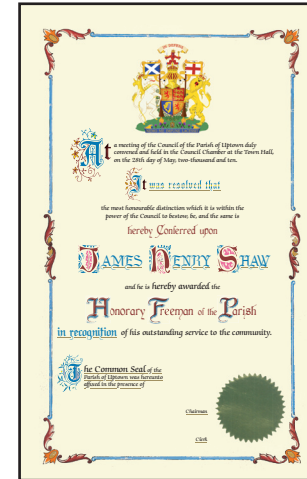 At a meeting of the Council of the Parish of Uptown duly
convened and held in the Council Chamber at the Town Hall,
on the 28th day of May, two-thousand and ten.
It was resolved that
the most honourable distinction which it is within the
power of the Council to bestow, be, and the same is
hereby Conferred upon
JAMES HENRY SHAW
and he is hereby awarded the
Honorary Freeman of the Parish
in recognition of his outstanding service to the community.
The Common Seal of the
Parish of Uptown was hereunto
affixed in the presence of
Chairman
Clerk